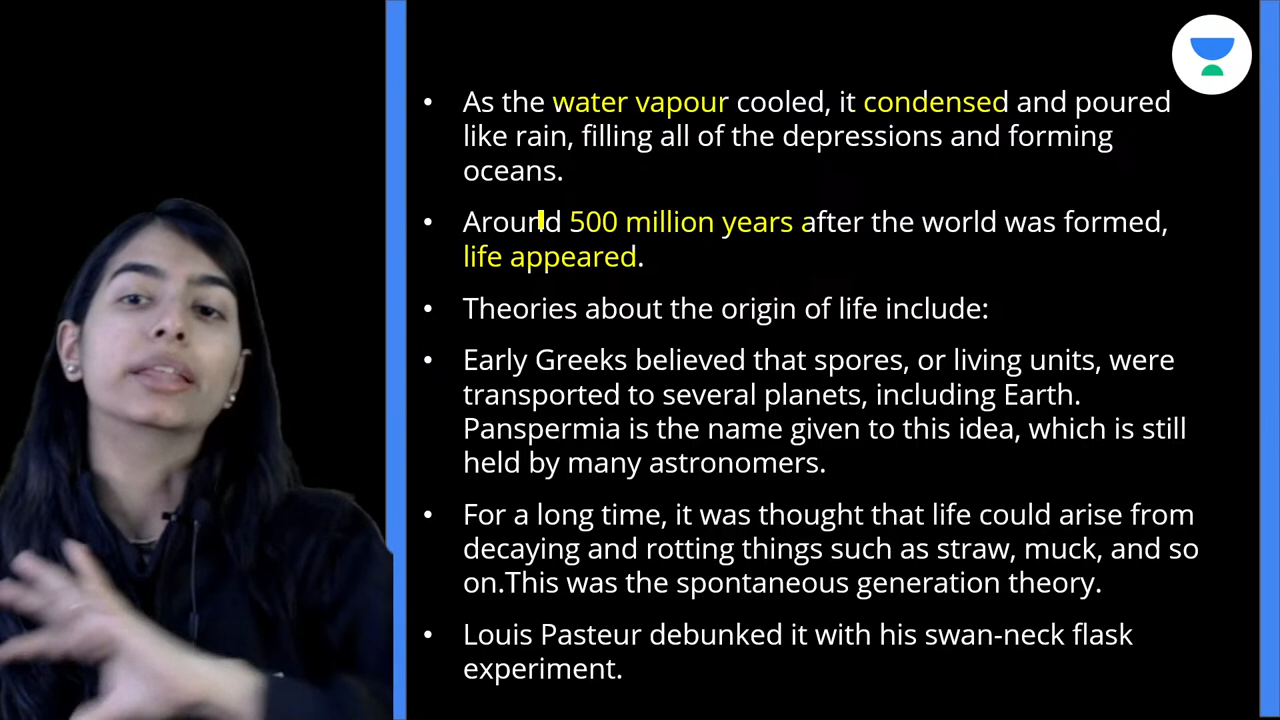 • As the water vapour cooled, it condensed and poured
like rain, filling all of the depressions and forming
oceans.
• Around 500 million years after the world was formed,
life appeared.
• Theories about the origin of life include:
• Early Greeks believed that spores, or living units, were
transported to several planets, including Earth.
Panspermia is the name given to this idea, which is still
held by many astronomers.
• For a long time, it was thought that life could arise from
decaying and rotting things such as straw, muck, and so
on.This was the spontaneous generation theory.
• Louis Pasteur debunked it with his swan-neck flask
experiment.